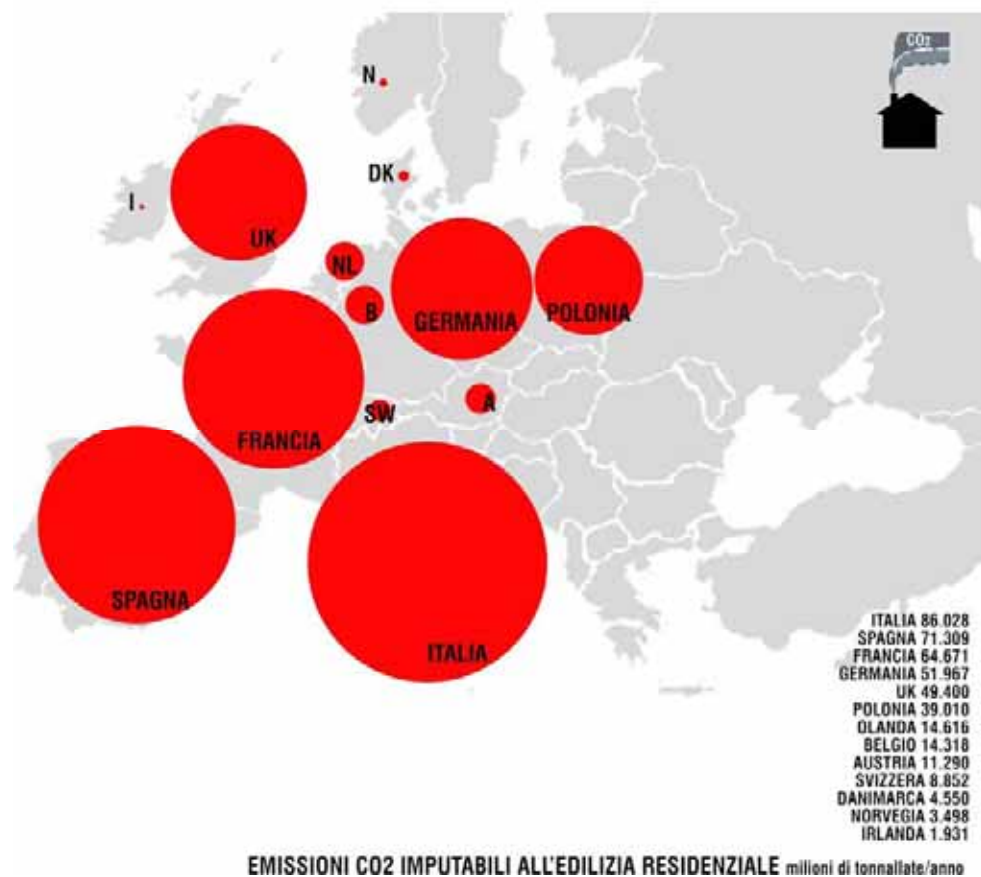 CO2
N
DK
I
UK
NL
B
GERMANIA
POLONIA
SW
A
FRANCIA
SPAGNA
ITALIA
ITALIA 86.028
SPAGNA 71.309
FRANCIA 64.671
GERMANIA 51.967
UK 49.400
POLONIA 39.010
OLANDA 14.616
BELGIO 14.318
AUSTRIA 11.290
SVIZZERA 8.852
DANIMARCA 4.550
NORVEGIA 3.498
IRLANDA 1.931
EMISSIONI CO2 IMPUTABILI ALL'EDILIZIA RESIDENZIALE milioni di tonnallate/anno